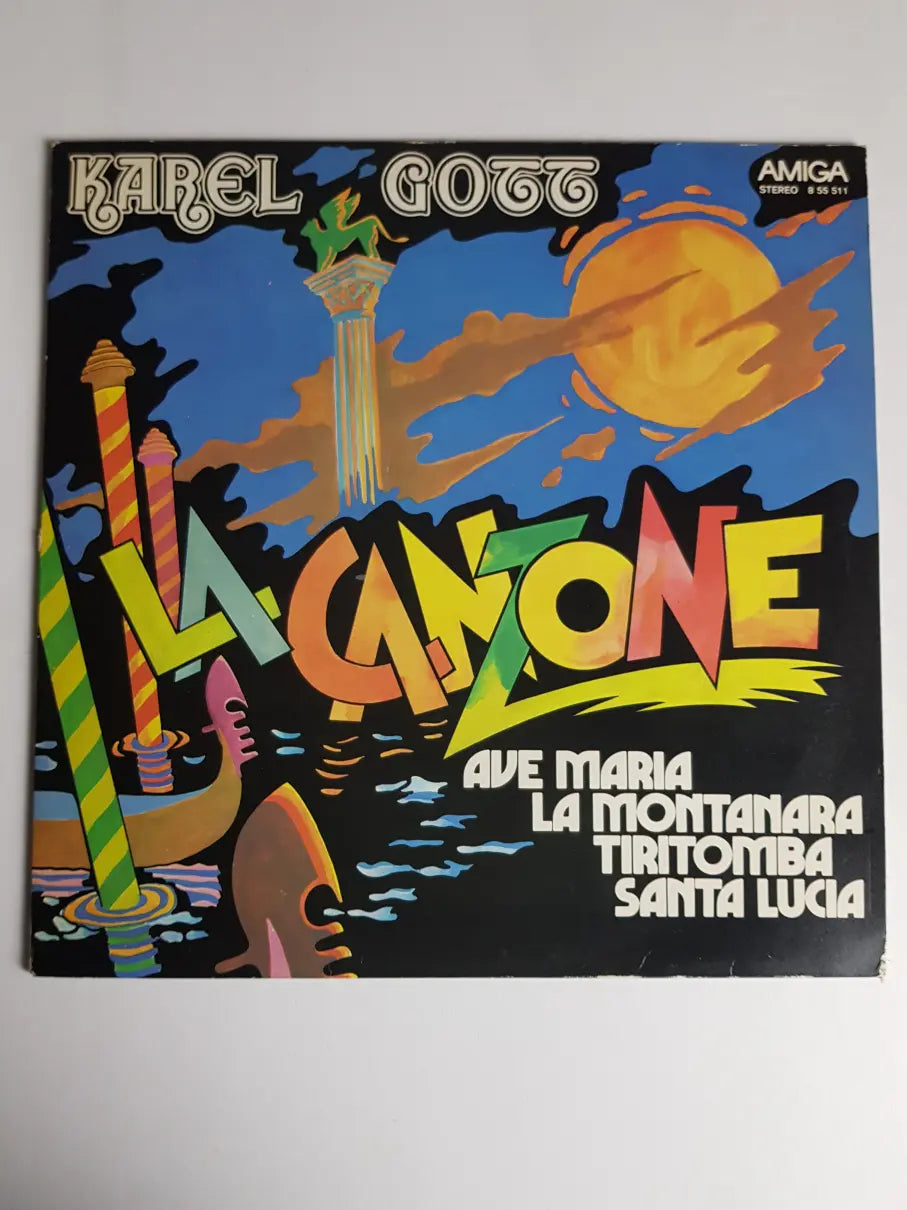 KAREL GOTT
AMIGA
STEREO 8 55 511
LA CANZONE
AVE MARIA
LA MONTANARA
TIRITOMBA
SANTA LUCIA